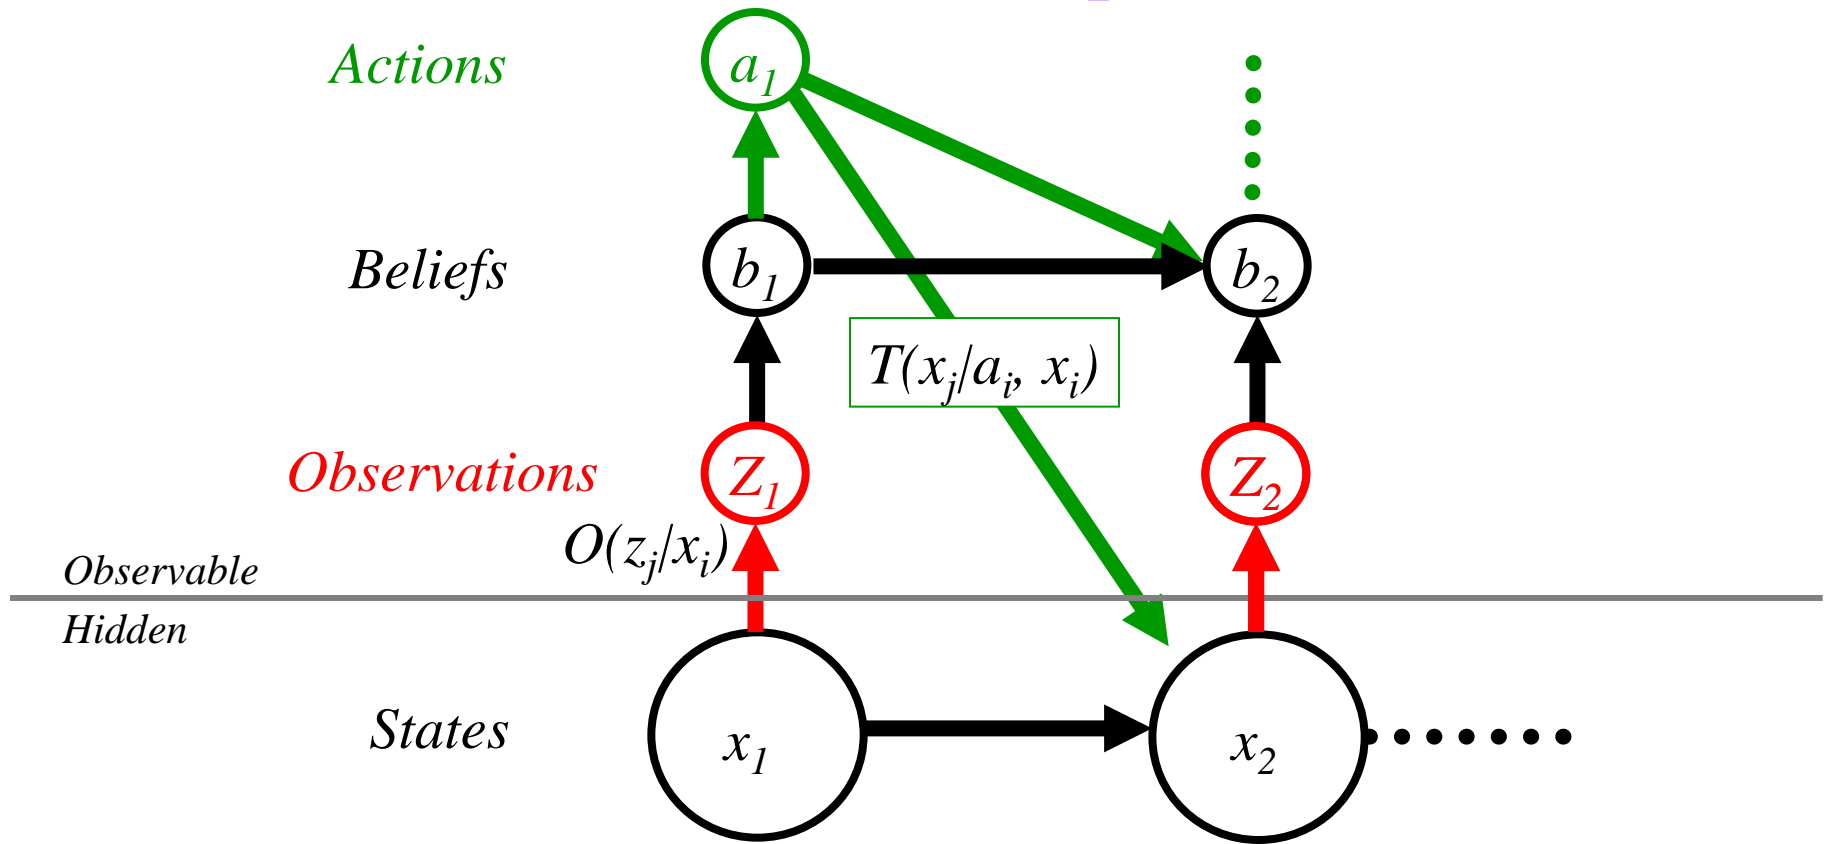 Actions
a1
Beliefs
b1
b2
T(xj/ai, xi)
Observations
Z1
Z2
O(zj/xi)
Observable
Hidden
States
x1
x2